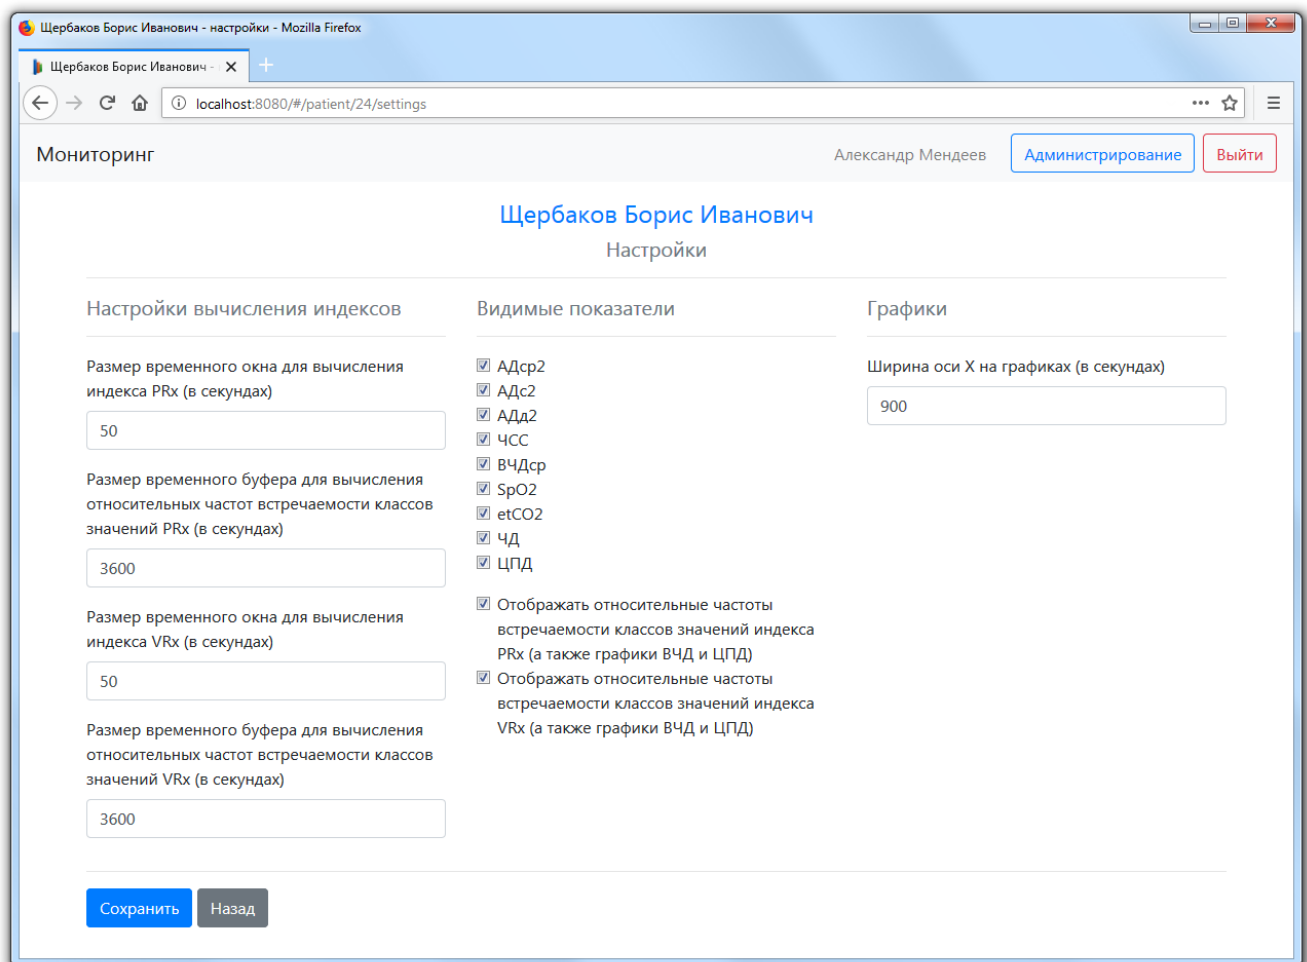 Щербаков Борис Иванович - настройки - Mozilla Firefox
Щербаков Борис Иванович -
localhost:8080/#/patient/24/settings
Мониторинг
Александр Мендеев
Администрирование
Выйти
Щербаков Борис Иванович
Настройки
Настройки вычисления индексов
Размер временного окна для вычисления
индекса PRx (в секундах)
50
Размер временного буфера для вычисления
относительных частот встречаемости классов
значений PRx (в секундах)
3600
Размер временного окна для вычисления
индекса VRx (в секундах)
50
Размер временного буфера для вычисления
относительных частот встречаемости классов
значений VRx (в секундах)
3600
Видимые показатели
АДср2
АДс2
АДд2
ЧСС
ВЧДср
SpO2
etCO2
ЧД
ЦПД
Отображать относительные частоты
встречаемости классов значений индекса
PRx (а также графики ВЧД и ЦПД)
Отображать относительные частоты
встречаемости классов значений индекса
VRx (а также графики ВЧД и ЦПД)
Графики
Ширина оси X на графиках (в секундах)
900
Сохранить
Назад